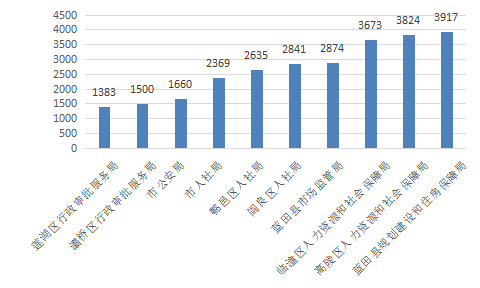 4500
4000
3500
3000
2500
2000
1500
1000
500
0
1383
1500
1660
2369
2635
2841
2874
3673
3824
3917
莲湖区行政审批服务局
灞桥区行政审批服务局
市公安局
市人社局
鄠邑区人社局
阎良区人社局
蓝田县市场监管局
临潼区人力资源和社会保障局
高陵区人力资源和社会保障局
蓝田县规划建设和住房保障局